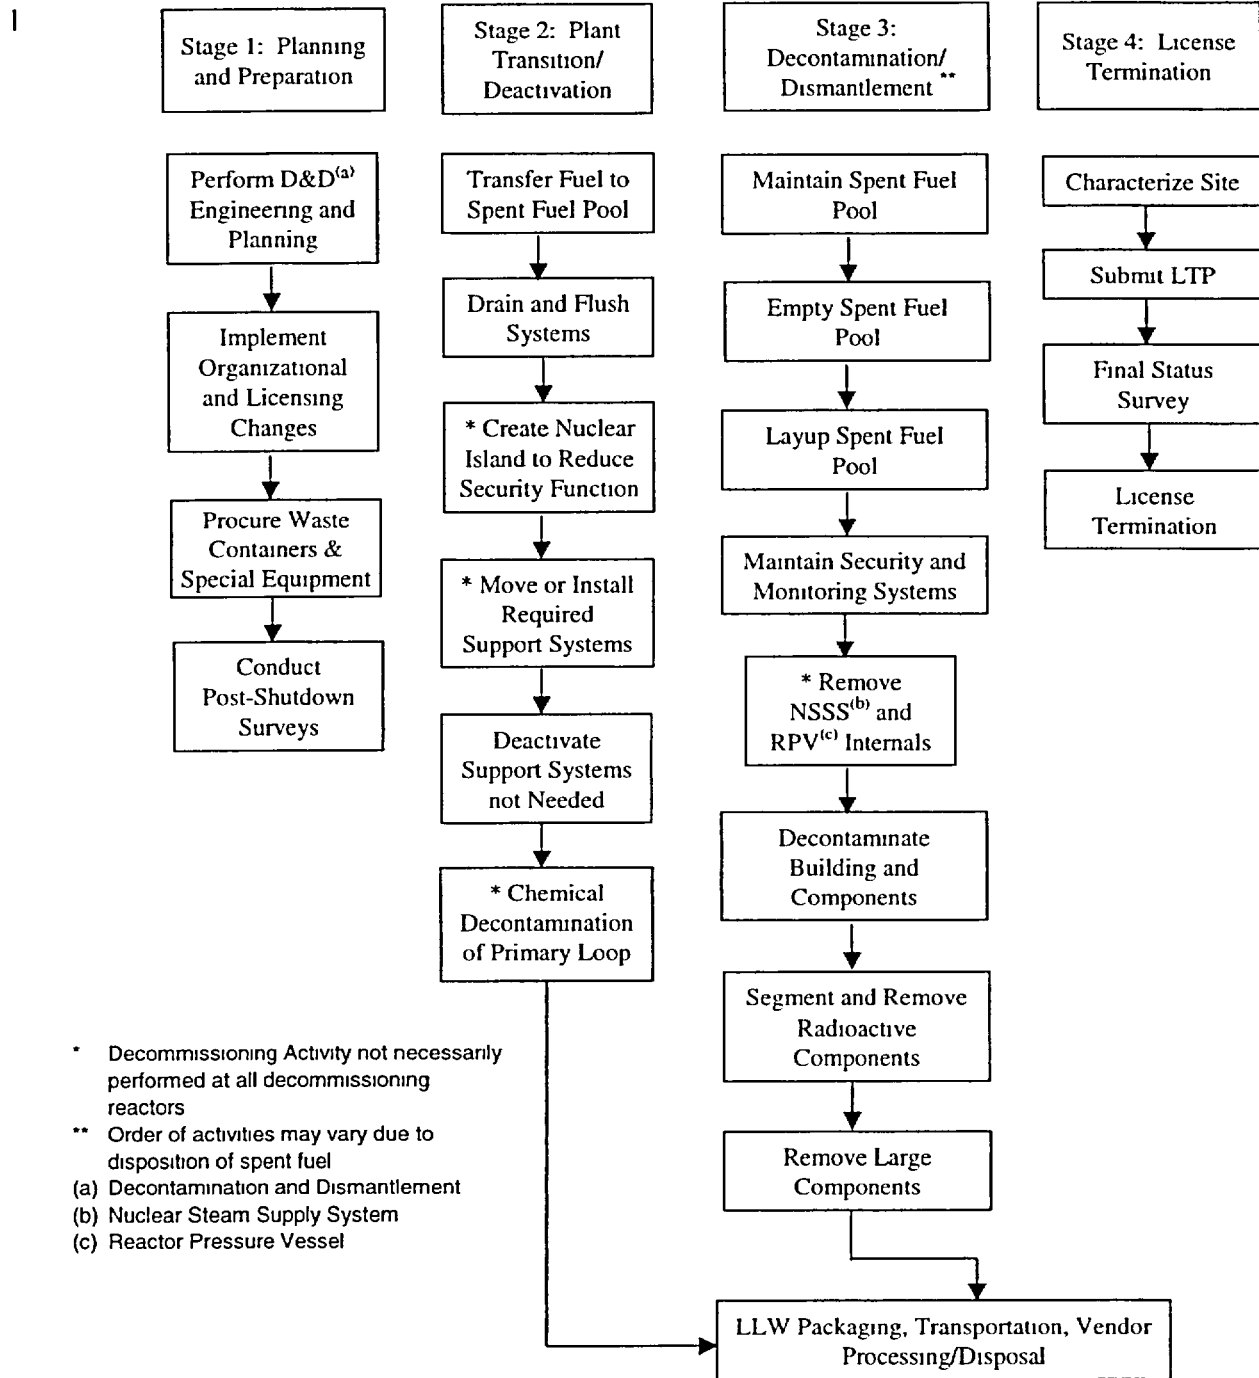 Stage 1: Planning
and Preparation
Stage 2: Plant
Transition/
Deactivation
Stage 3:
Decontamination/
Dismantlement **
Stage 4: License
Termination
Perform D&D(a)
Engineering and
Planning
Implement
Organizational
and Licensing
Changes
Procure Waste
Containers &
Special Equipment
Conduct
Post-Shutdown
Surveys
Transfer Fuel to
Spent Fuel Pool
Drain and Flush
Systems
* Create Nuclear
Island to Reduce
Security Function
* Move or Install
Required
Support Systems
Deactivate
Support Systems
not Needed
* Chemical
Decontamination
of Primary Loop
Maintain Spent Fuel
Pool
Empty Spent Fuel
Pool
Layup Spent Fuel
Pool
Maintain Security and
Monitoring Systems
* Remove
NSSS(b) and
RPV(c) Internals
Decontaminate
Building and
Components
Segment and Remove
Radioactive
Components
Remove Large
Components
LLW Packaging, Transportation, Vendor
Processing/Disposal
Characterize Site
Submit LTP
Final Status
Survey
License
Termination
* Decommissioning Activity not necessarily
performed at all decommissioning
reactors
** Order of activities may vary due to
disposition of spent fuel
(a) Decontamination and Dismantlement
(b) Nuclear Steam Supply System
(c) Reactor Pressure Vessel